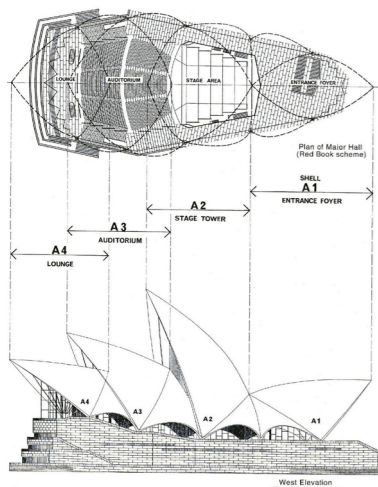 LOUNGE
AUDITORIUM
STAGE AREA
ENTRANCE FOYER
Plan of Major Hall
(Red Book scheme)
SHELL
A1
ENTRANCE FOYER
A2
STAGE TOWER
A3
AUDITORIUM
A4
LOUNGE
A4
A3
A2
A1
West Elevation